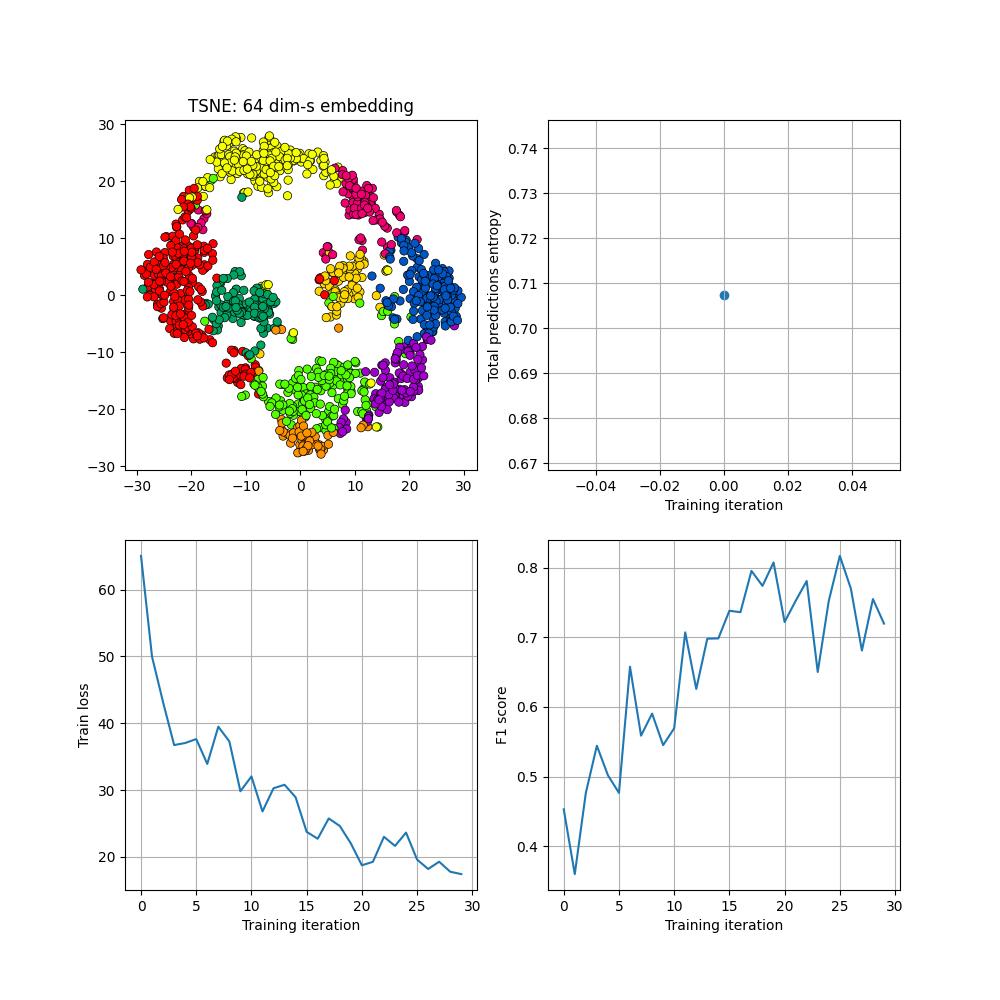 TSNE: 64 dim-s embedding
30
20
10
0
−10
−20
−30
−30 −20 −10 0 10 20 30
Total predictions entropy
0.74
0.73
0.72
0.71
0.70
0.69
0.68
0.67
−0.04 −0.02 0.00 0.02 0.04
Training iteration
Train loss
60
50
40
30
20
0 5 10 15 20 25 30
Training iteration
F1 score
0.8
0.7
0.6
0.5
0.4
0 5 10 15 20 25 30
Training iteration